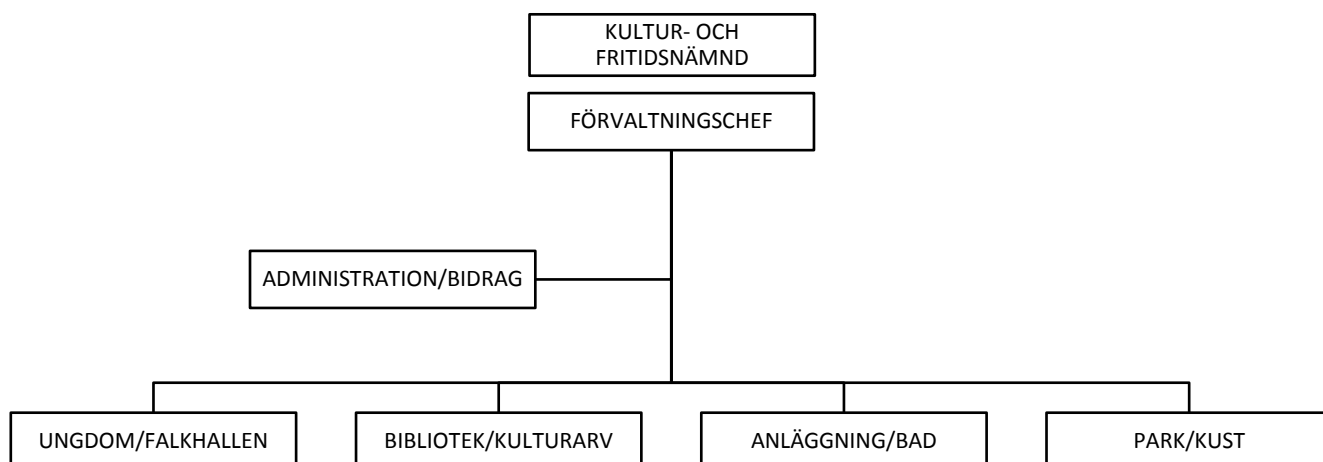 KULTUR- OCH
FRITIDSNÄMND
FÖRVALTNINGSCHEF
ADMINISTRATION/BIDRAG
UNGDOM/FALKHALLEN
BIBLIOTEK/KULTURARV
ANLÄGGNING/BAD
PARK/KUST